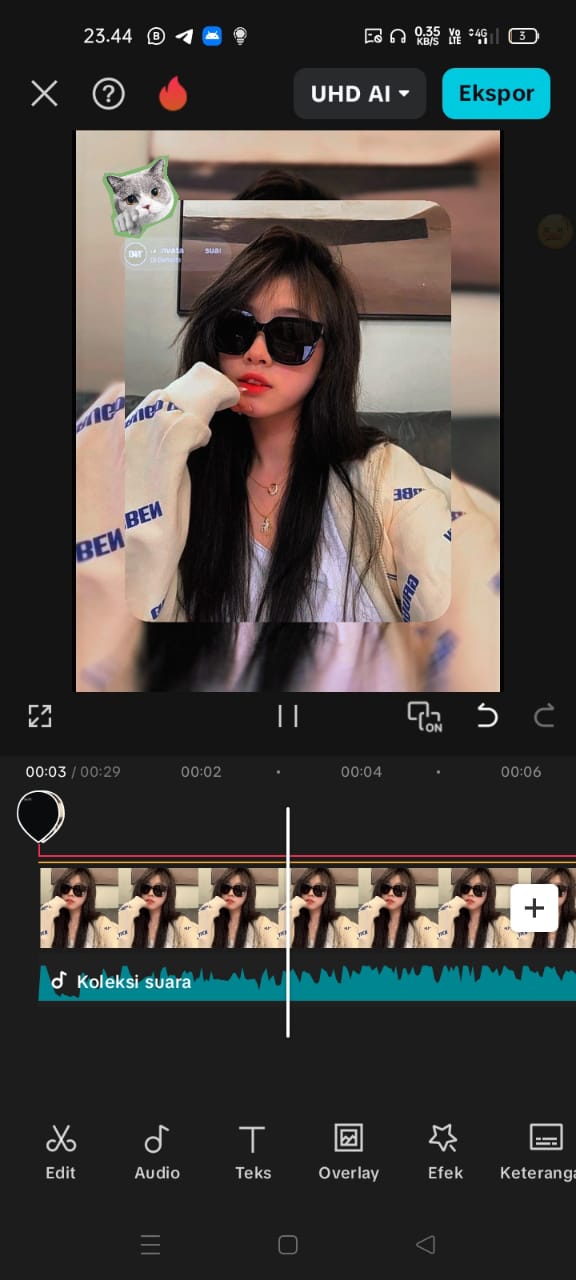 23.44
0.35
KB/S
Vo
LTE
4G
3
UHD AI
Ekspor
BEN
BEN
ON
00:03 / 00:29
00:02
00:04
00:06
Koleksi suara
Edit
Audio
Teks
Overlay
Efek
Keteranga